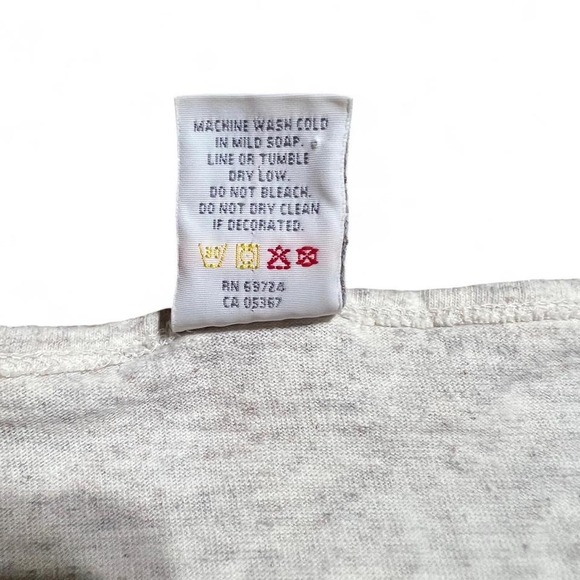 MACHINE WASH COLD
IN MILD SOAP.
LINE OR TUMBLE
DRY LOW.
DO NOT BLEACH.
DO NOT DRY CLEAN
IF DECORATED.
RN 69724
CA 05367